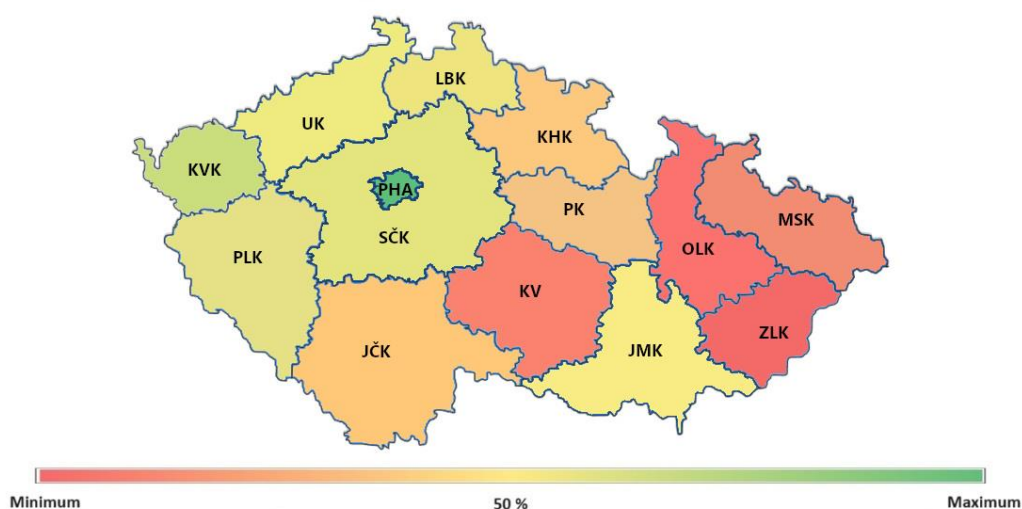 LBK
UK
KHK
KVK
PHA
PK
MSK
SČK
OLK
PLK
KV
ZLK
JČK
JMK
Minimum
50 %
Maximum